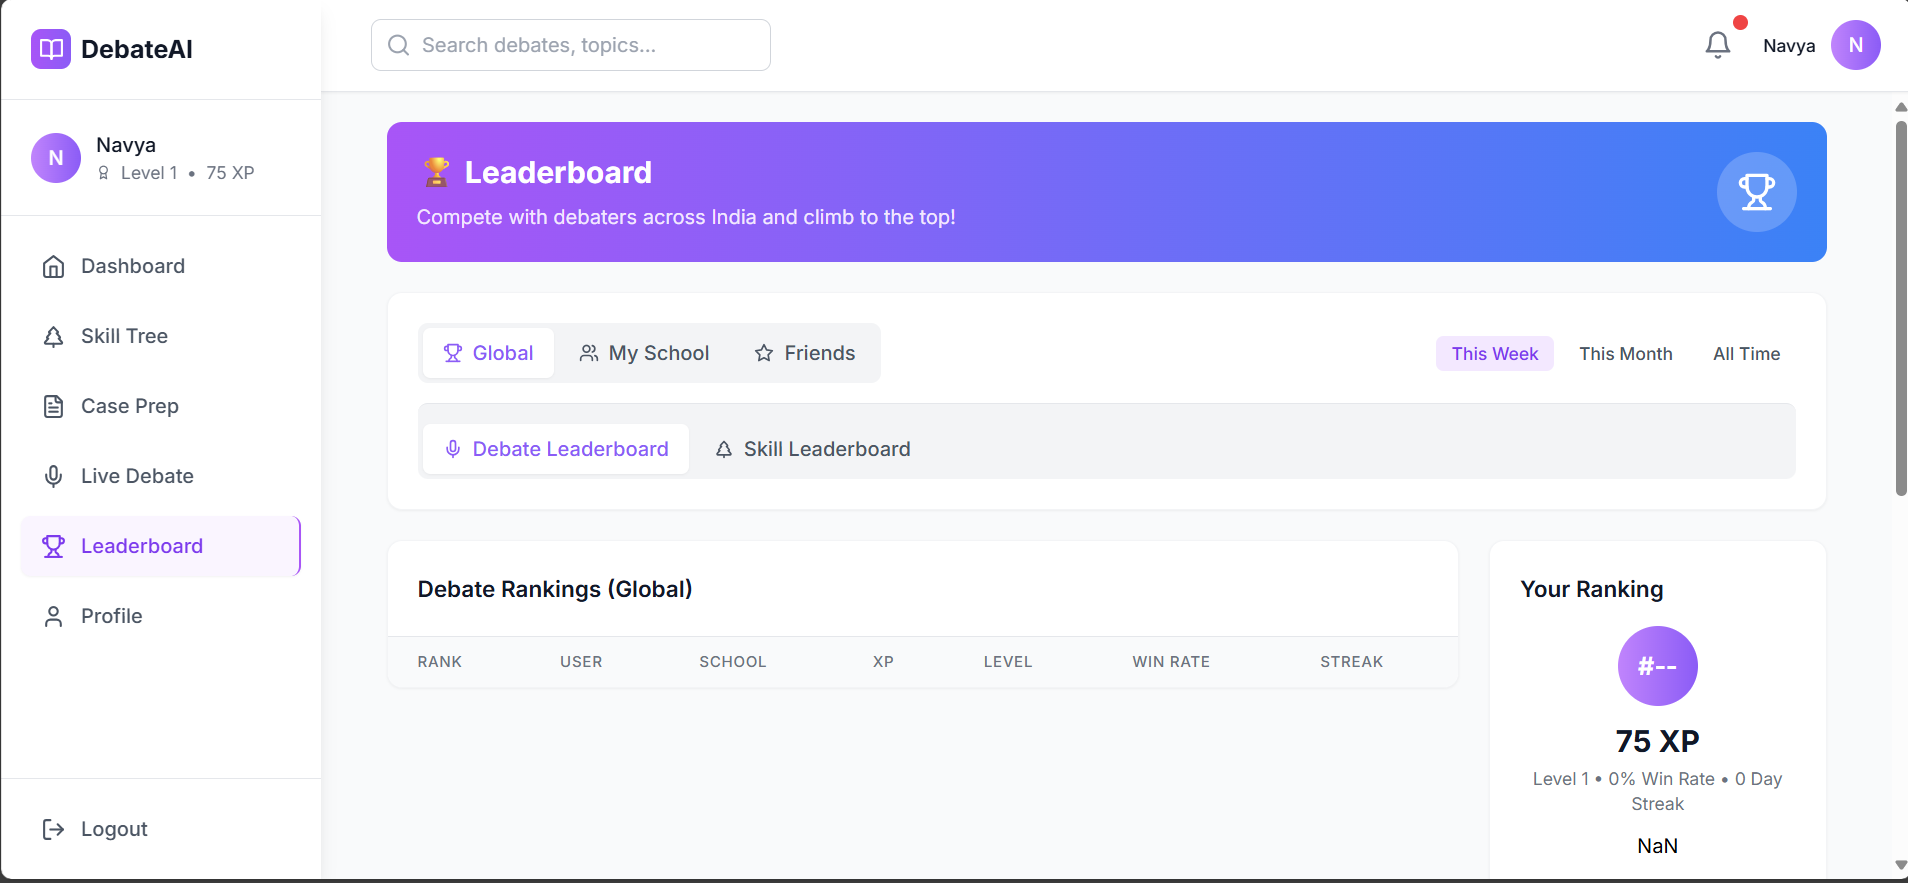 DebateAI
Search debates, topics...
Navya
N
N
Navya
Level 1 • 75 XP
Dashboard
Skill Tree
Case Prep
Live Debate
Leaderboard
Profile
Logout
🏆 Leaderboard
Compete with debaters across India and climb to the top!
Global
My School
Friends
This Week
This Month
All Time
Debate Leaderboard
Skill Leaderboard
Debate Rankings (Global)
RANK USER SCHOOL XP LEVEL WIN RATE STREAK
Your Ranking
#--
75 XP
Level 1 • 0% Win Rate • 0 Day
Streak
NaN